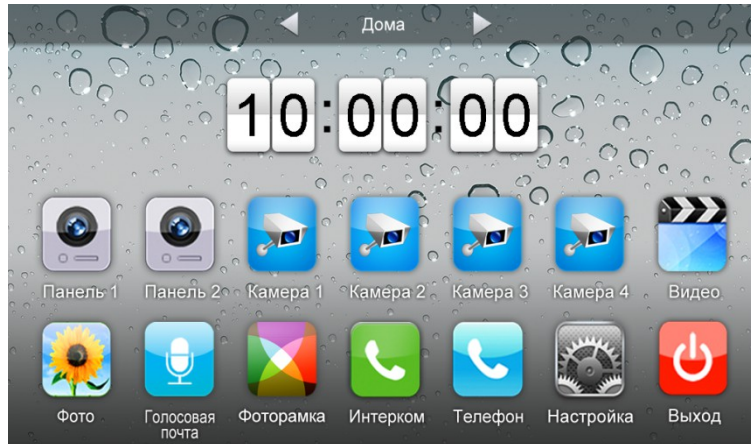 Дома
10:00:00
Панель 1 Панель 2 Камера 1 Камера 2 Камера 3 Камера 4 Видео
Фото Голосовая Фоторамка Интерком Телефон Настройка Выход
почта